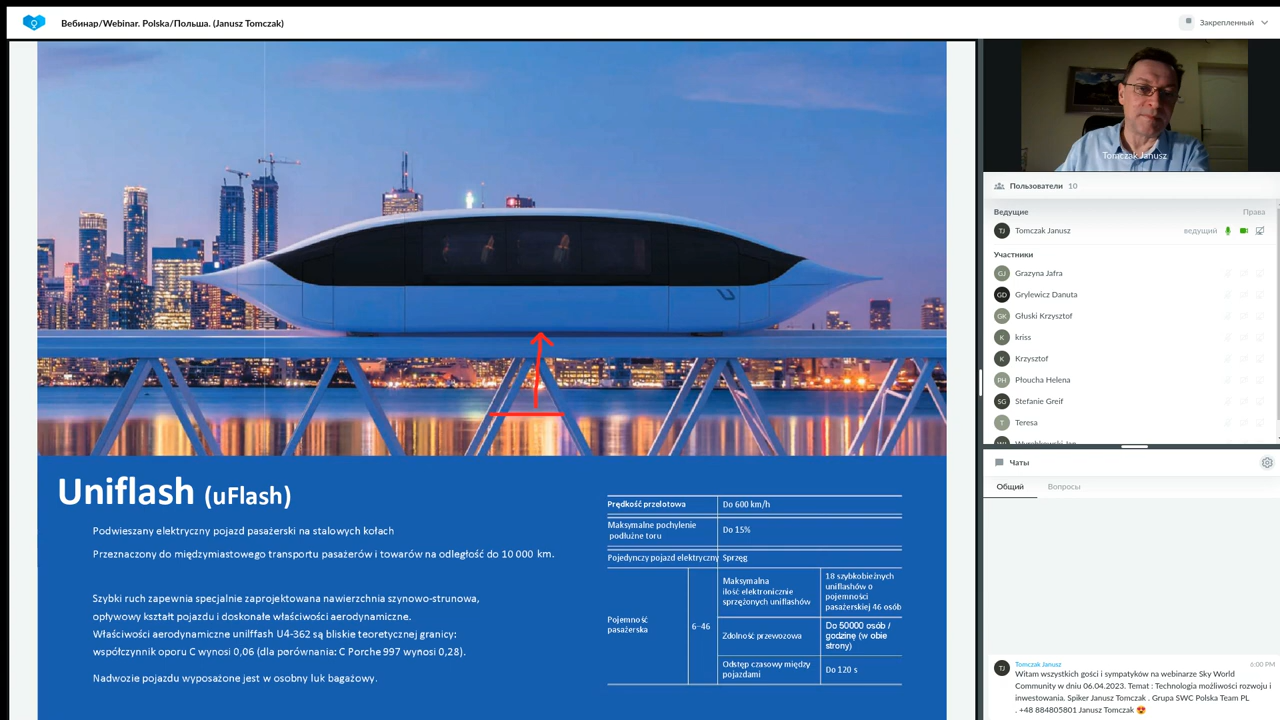 Вебинар/Webinar. Polska/Польша. (Janusz Tomczak)
Закрепленный
Tomczak Janusz
Пользователи 10
Ведущие Права
TJ Tomczak Janusz ведущий
Участники
GJ Grazyna Jafra
GD Grylewicz Danuta
GK Głuski Krzysztof
K kriss
K Krzysztof
PH Płoucha Helena
SG Stefanie Greif
T Teresa
Чаты
Общий Вопросы
TJ Tomczak Janusz 6:00 PM
Witam wszystkich gości i sympatyków na webinarze Sky World
Community w dniu 06.04.2023. Temat : Technologia możliwości rozwoju i
inwestowania. Spiker Janusz Tomczak . Grupa SWC Polska Team PL
. +48 884805801 Janusz Tomczak 😍
Uniflash (uFlash)
Podwieszany elektryczny pojazd pasażerski na stalowych kołach
Przeznaczony do międzymiastowego transportu pasażerów i towarów na odległość do 10 000 km.
Szybki ruch zapewnia specjalnie zaprojektowana nawierzchnia szynowo-strunowa,
opływowy kształt pojazdu i doskonałe właściwości aerodynamiczne.
Właściwości aerodynamiczne unilffash U4-362 są bliskie teoretycznej granicy:
współczynnik oporu C wynosi 0,06 (dla porównania: C Porche 997 wynosi 0,28).
Nadwozie pojazdu wyposażone jest w osobny luk bagażowy.
Prędkość przelotowa Do 600 km/h
Maksymalne pochylenie
podłużne toru
Do 15%
Pojedynczy pojazd elektryczny Sprzęg
Pojemność
pasażerska
6–46
Maksymalna
ilość elektronicznie
sprzężonych uniflashów
18 szybkobieżnych
uniflashów o
pojemności
pasażerskiej 46 osób
Zdolność przewozowa
Do 50000 osób /
godzinę (w obie
strony)
Odstęp czasowy między
pojazdami
Do 120 s